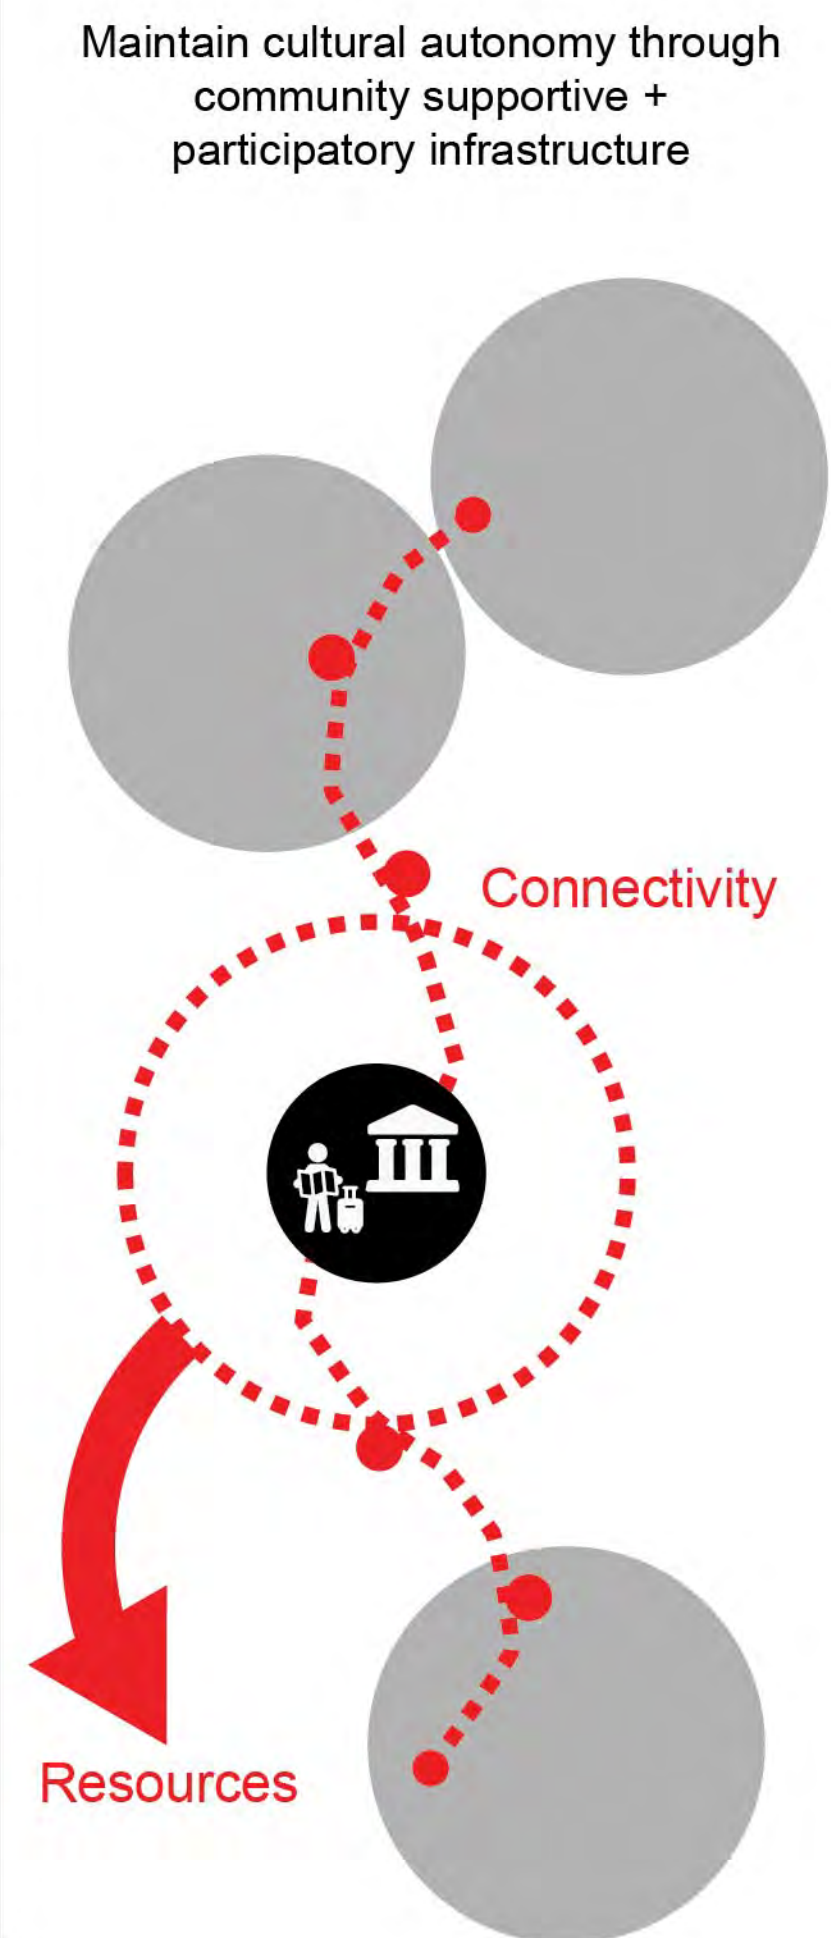 Maintain cultural autonomy through
community supportive +
participatory infrastructure
Connectivity
Resources